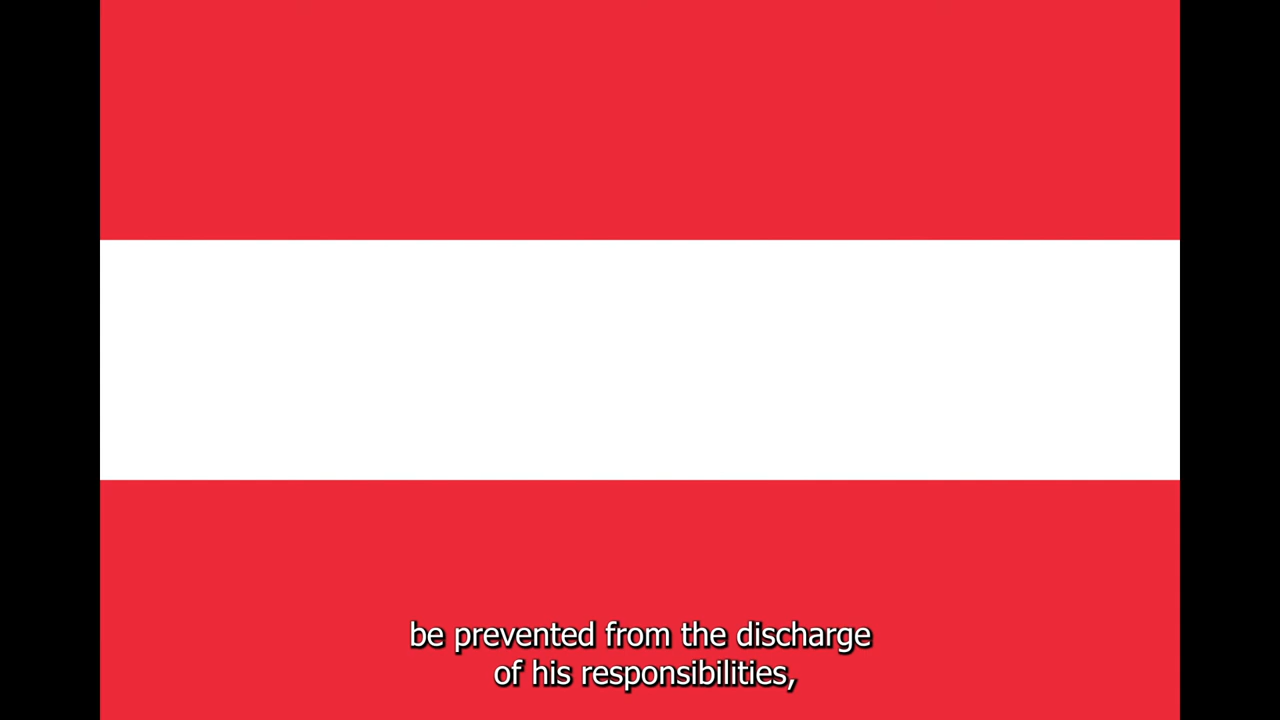 be prevented from the discharge
of his responsibilities,